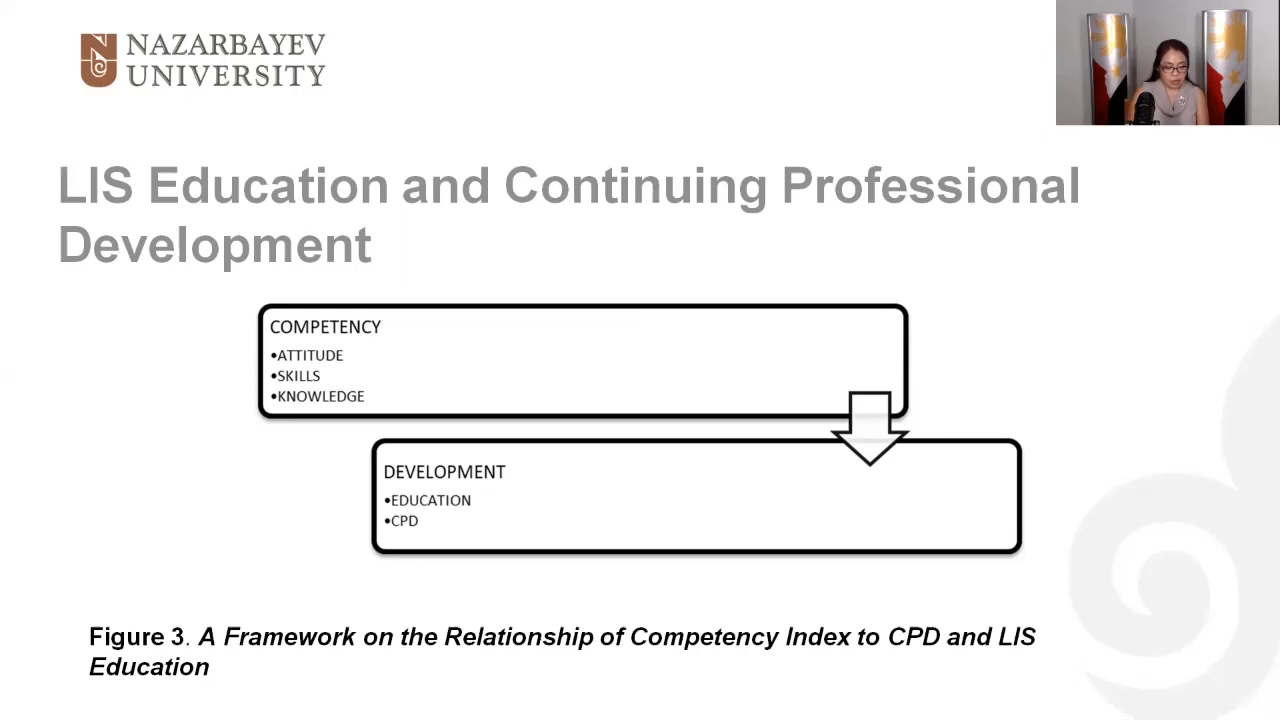 NAZARBAYEV
UNIVERSITY
LIS Education and Continuing Professional
Development
COMPETENCY
•ATTITUDE
•SKILLS
•KNOWLEDGE
DEVELOPMENT
•EDUCATION
•CPD
Figure 3. A Framework on the Relationship of Competency Index to CPD and LIS
Education